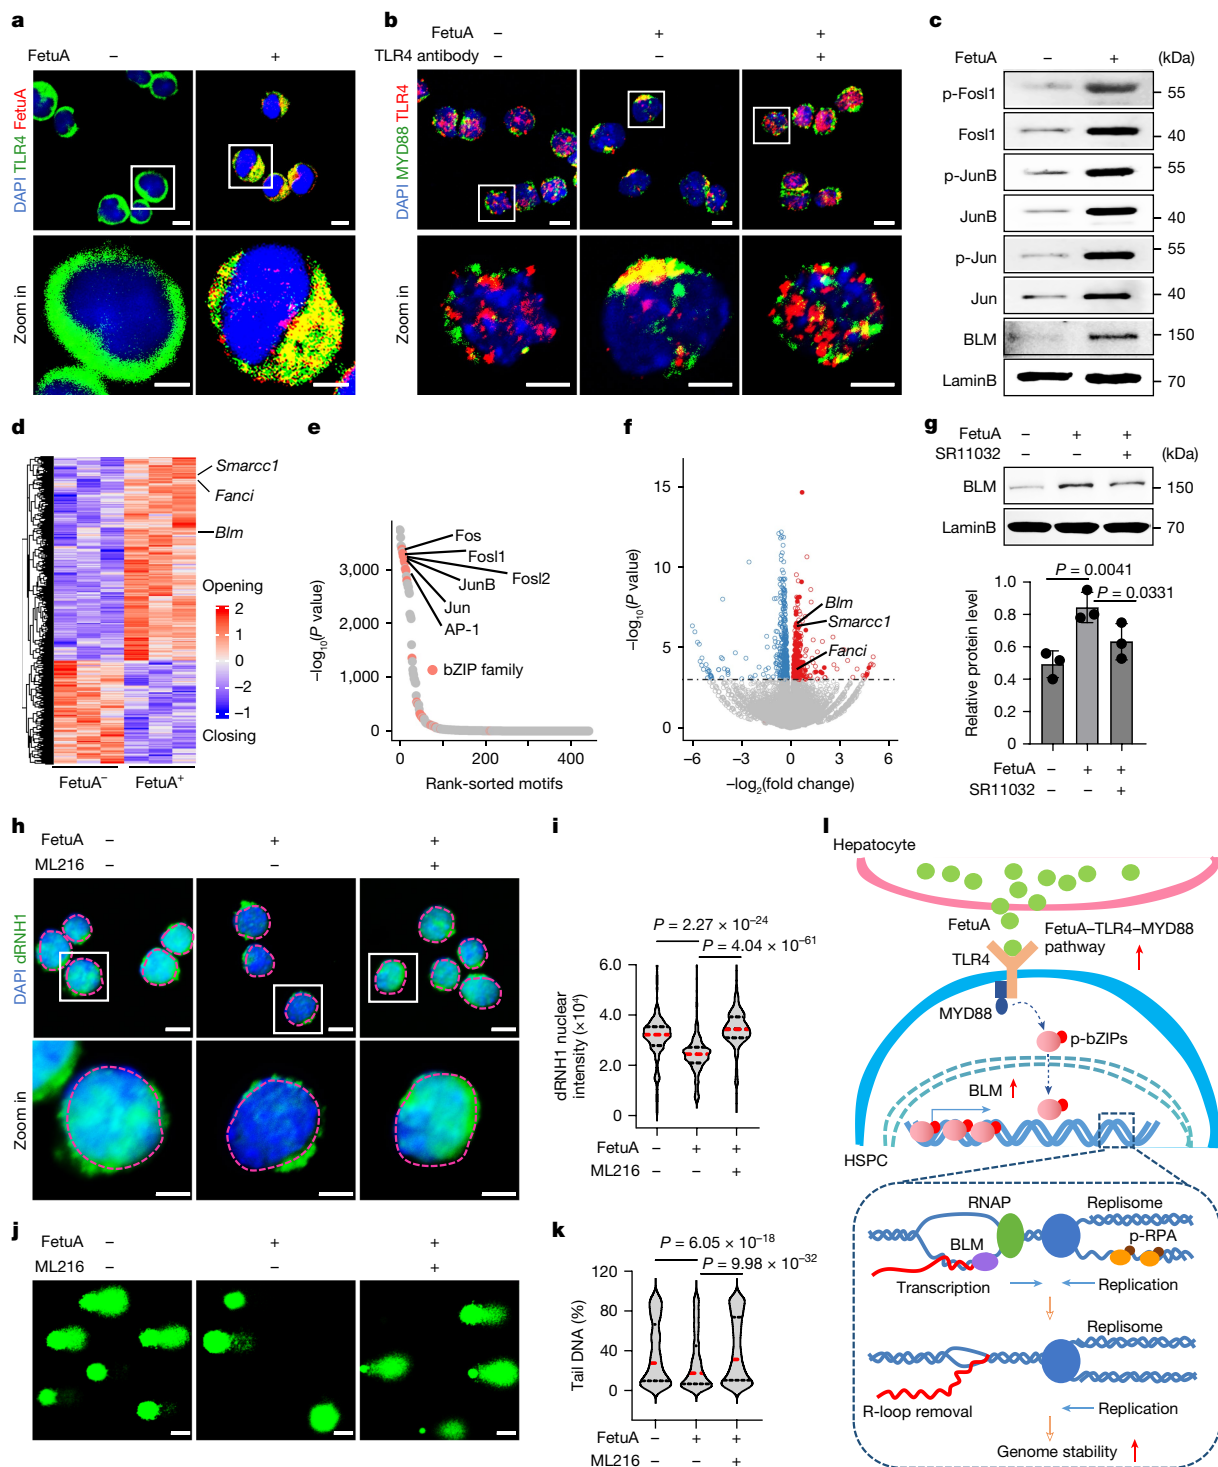 a
FetuA – +
DAPI TLR4 FetuA
Zoom in
b
FetuA – + +
TLR4 antibody – – +
DAPI MYD88 TLR4
Zoom in
c
FetuA – + (kDa)
p-Fosl1 55
Fosl1 40
p-JunB 55
JunB 40
p-Jun 55
Jun 40
BLM 150
LaminB 70
d
Smarcc1
Fanci
Blm
Opening
2
1
0
–1
Closing
FetuA–
FetuA+
e
–log10(P value)
3,000
2,000
1,000
0
Fos
Fosl1
Fosl2
JunB
Jun
AP-1
bZIP family
0 200 400
Rank-sorted motifs
f
–log10(P value)
15
10
5
0
Blm
Smarcc1
Fanci
–6 –3 0 3 6
–log2(fold change)
g
FetuA – + +
SR11032 – – + (kDa)
BLM 150
LaminB 70
P = 0.0041
P = 0.0331
Relative protein level
1.0
0.8
0.6
0.4
0.2
0
FetuA – + +
SR11032 – – +
h
FetuA – + +
ML216 – – +
DAPI dRNH1
Zoom in
i
P = 2.27 × 10–24
P = 4.04 × 10–61
dRNH1 nuclear
intensity (×104)
6.0
4.0
2.0
0
FetuA – + +
ML216 – – +
j
FetuA – + +
ML216 – – +
k
P = 6.05 × 10–18
P = 9.98 × 10–32
Tail DNA (%)
120
80
40
0
FetuA – + +
ML216 – – +
l
Hepatocyte
FetuA
FetuA–TLR4–MYD88
pathway
TLR4
MYD88
p-bZIPs
BLM
HSPC
RNAP
Replisome
BLM
p-RPA
Transcription
Replication
Replisome
R-loop removal
Replication
Genome stability